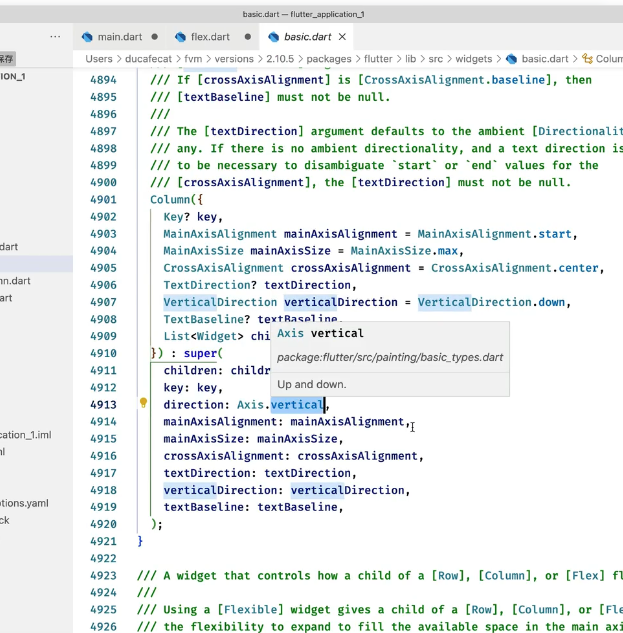 basic.dart — flutter_application_1
main.dart
flex.dart
basic.dart
Users > ducafecat > fvm > versions > 2.10.5 > packages > flutter > lib > src > widgets > basic.dart > Colum
保存
ION_1
dart
nn.dart
art
cation_1.iml
ml
ptions.yaml
ck
4894 /// If [crossAxisAlignment] is [CrossAxisAlignment.baseline], then
4895 /// [textBaseline] must not be null.
4896 ///
4897 /// The [textDirection] argument defaults to the ambient [Directionalit
4898 /// any. If there is no ambient directionality, and a text direction is
4899 /// to be necessary to disambiguate `start` or `end` values for the
4900 /// [crossAxisAlignment], the [textDirection] must not be null.
4901 Column({
4902 Key? key,
4903 MainAxisAlignment mainAxisAlignment = MainAxisAlignment.start,
4904 MainAxisSize mainAxisSize = MainAxisSize.max,
4905 CrossAxisAlignment crossAxisAlignment = CrossAxisAlignment.center,
4906 TextDirection? textDirection,
4907 VerticalDirection verticalDirection = VerticalDirection.down,
4908 TextBaseline? textBaseline,
4909 List<Widget> chi
Axis vertical
package:flutter/src/painting/basic_types.dart
Up and down.
4910 }) : super(
4911 children: childr
4912 key: key,
4913 direction: Axis.vertical,
4914 mainAxisAlignment: mainAxisAlignment,
4915 mainAxisSize: mainAxisSize,
4916 crossAxisAlignment: crossAxisAlignment,
4917 textDirection: textDirection,
4918 verticalDirection: verticalDirection,
4919 textBaseline: textBaseline,
4920 );
4921 }
4922
4923 /// A widget that controls how a child of a [Row], [Column], or [Flex] fl
4924 ///
4925 /// Using a [Flexible] widget gives a child of a [Row], [Column], or [Fle
4926 /// the flexibility to expand to fill the available space in the main axi